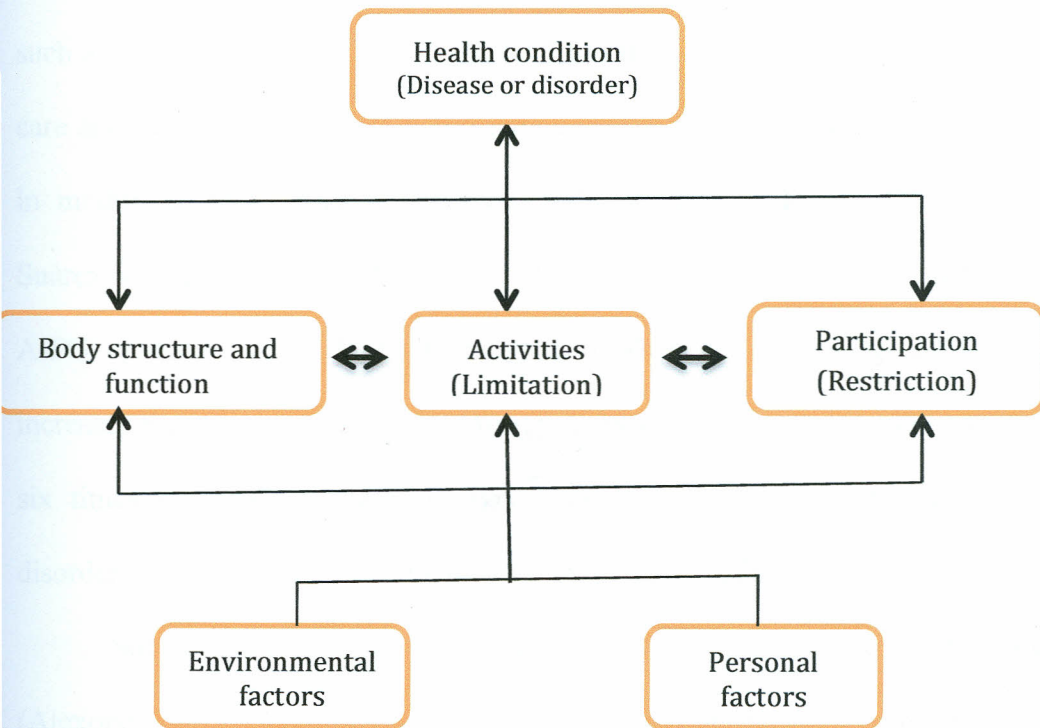 Health condition
(Disease or disorder)
Body structure and
function
Activities
(Limitation)
Participation
(Restriction)
Environmental
factors
Personal
factors